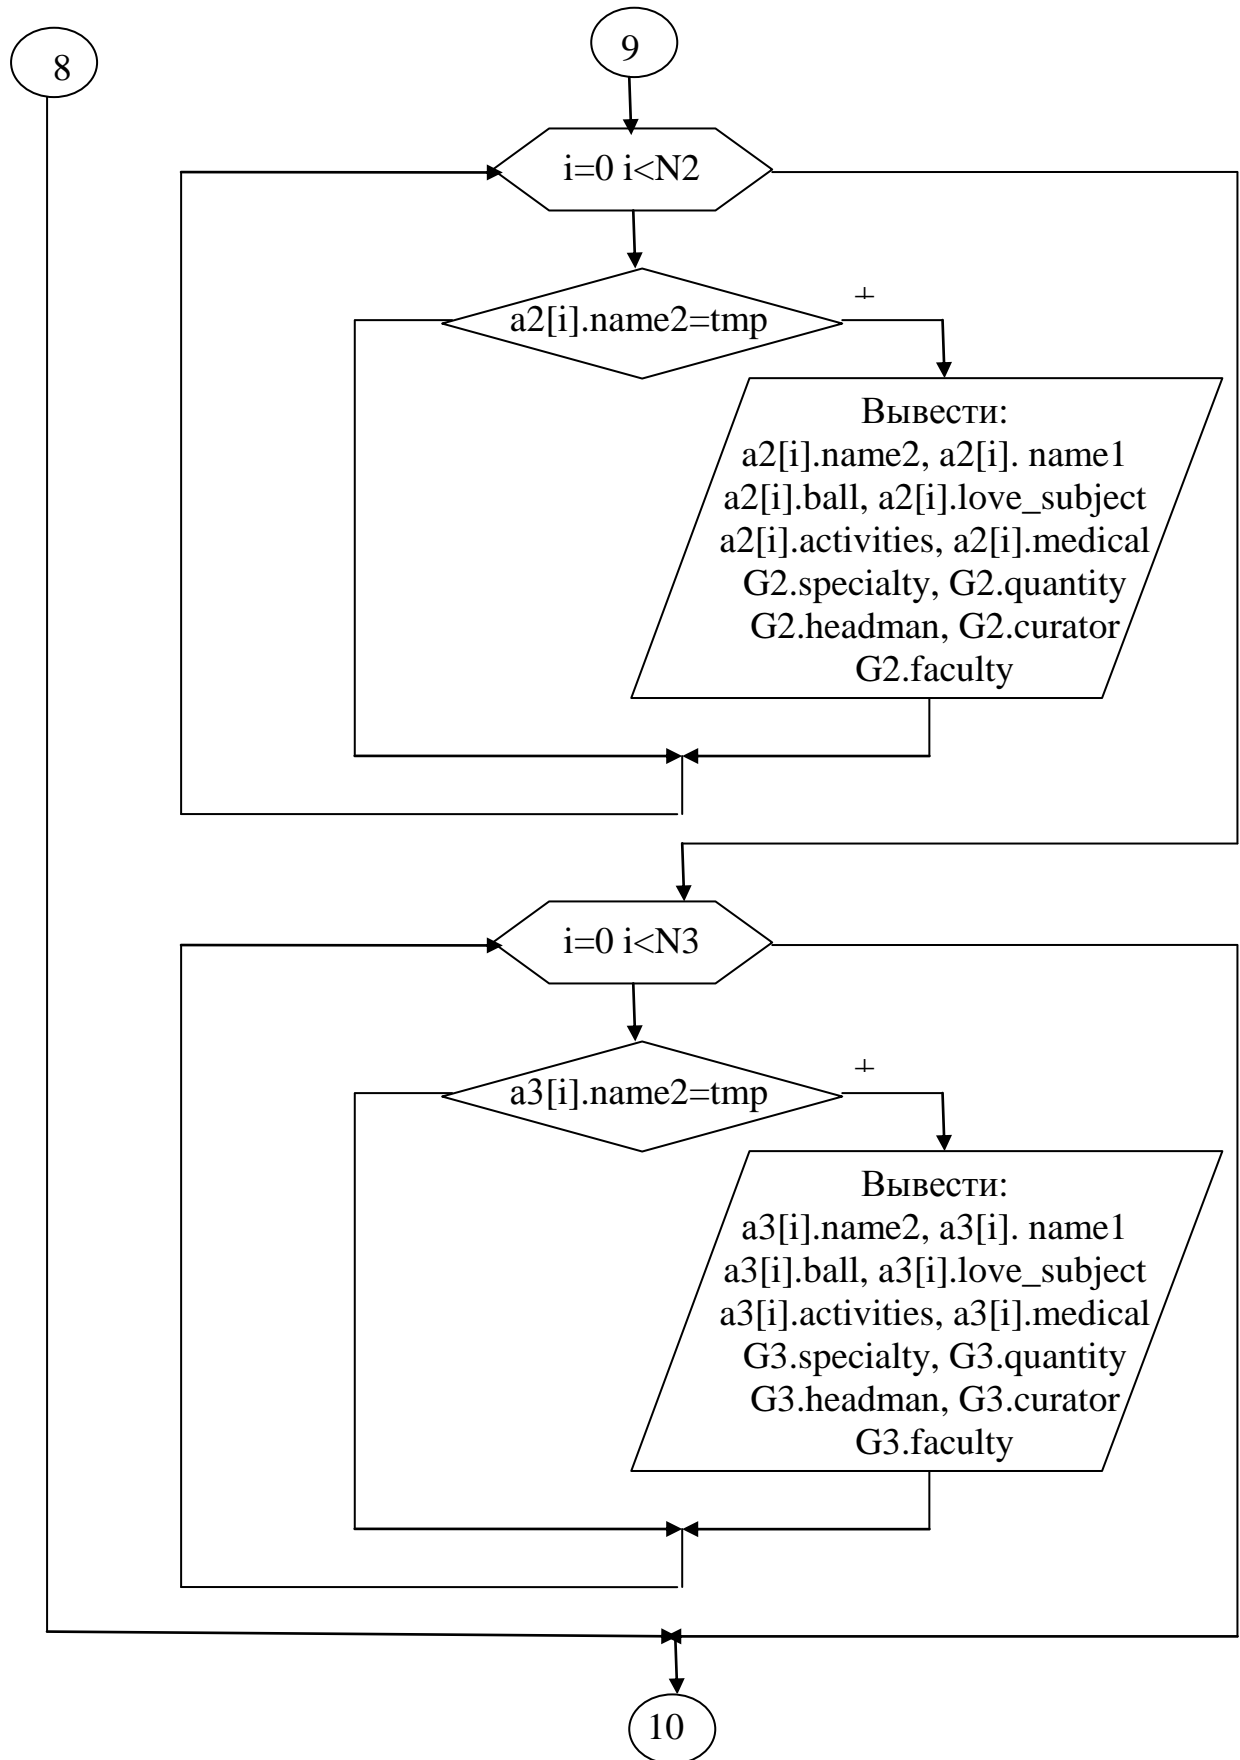 8
9
i=0 i<N2
a2[i].name2=tmp
+
Вывести:
a2[i].name2, a2[i]. name1
a2[i].ball, a2[i].love_subject
a2[i].activities, a2[i].medical
G2.specialty, G2.quantity
G2.headman, G2.curator
G2.faculty
i=0 i<N3
a3[i].name2=tmp
+
Вывести:
a3[i].name2, a3[i]. name1
a3[i].ball, a3[i].love_subject
a3[i].activities, a3[i].medical
G3.specialty, G3.quantity
G3.headman, G3.curator
G3.faculty
10